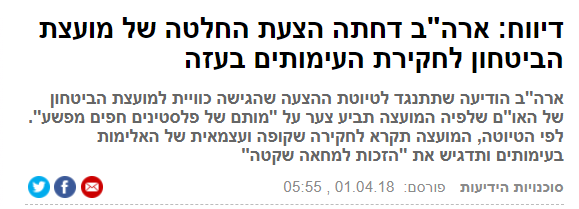 דיווח: ארה"ב דחתה הצעת החלטה של מועצת
הביטחון לחקירת העימותים בעזה
ארה"ב הודיעה שתתנגד לטיוטת ההצעה שהגישה כוויית למועצת הביטחון
של האו"ם שלפיה המועצה תביע צער על "מותם של פלסטינים חפים מפשע".
לפי הטיוטה, המועצה תקרא לחקירה שקופה ועצמאית של האלימות
בעימותים ותדגיש את "הזכות למחאה שקטה"
סוכנויות הידיעות פורסם: 01.04.18 , 05:55